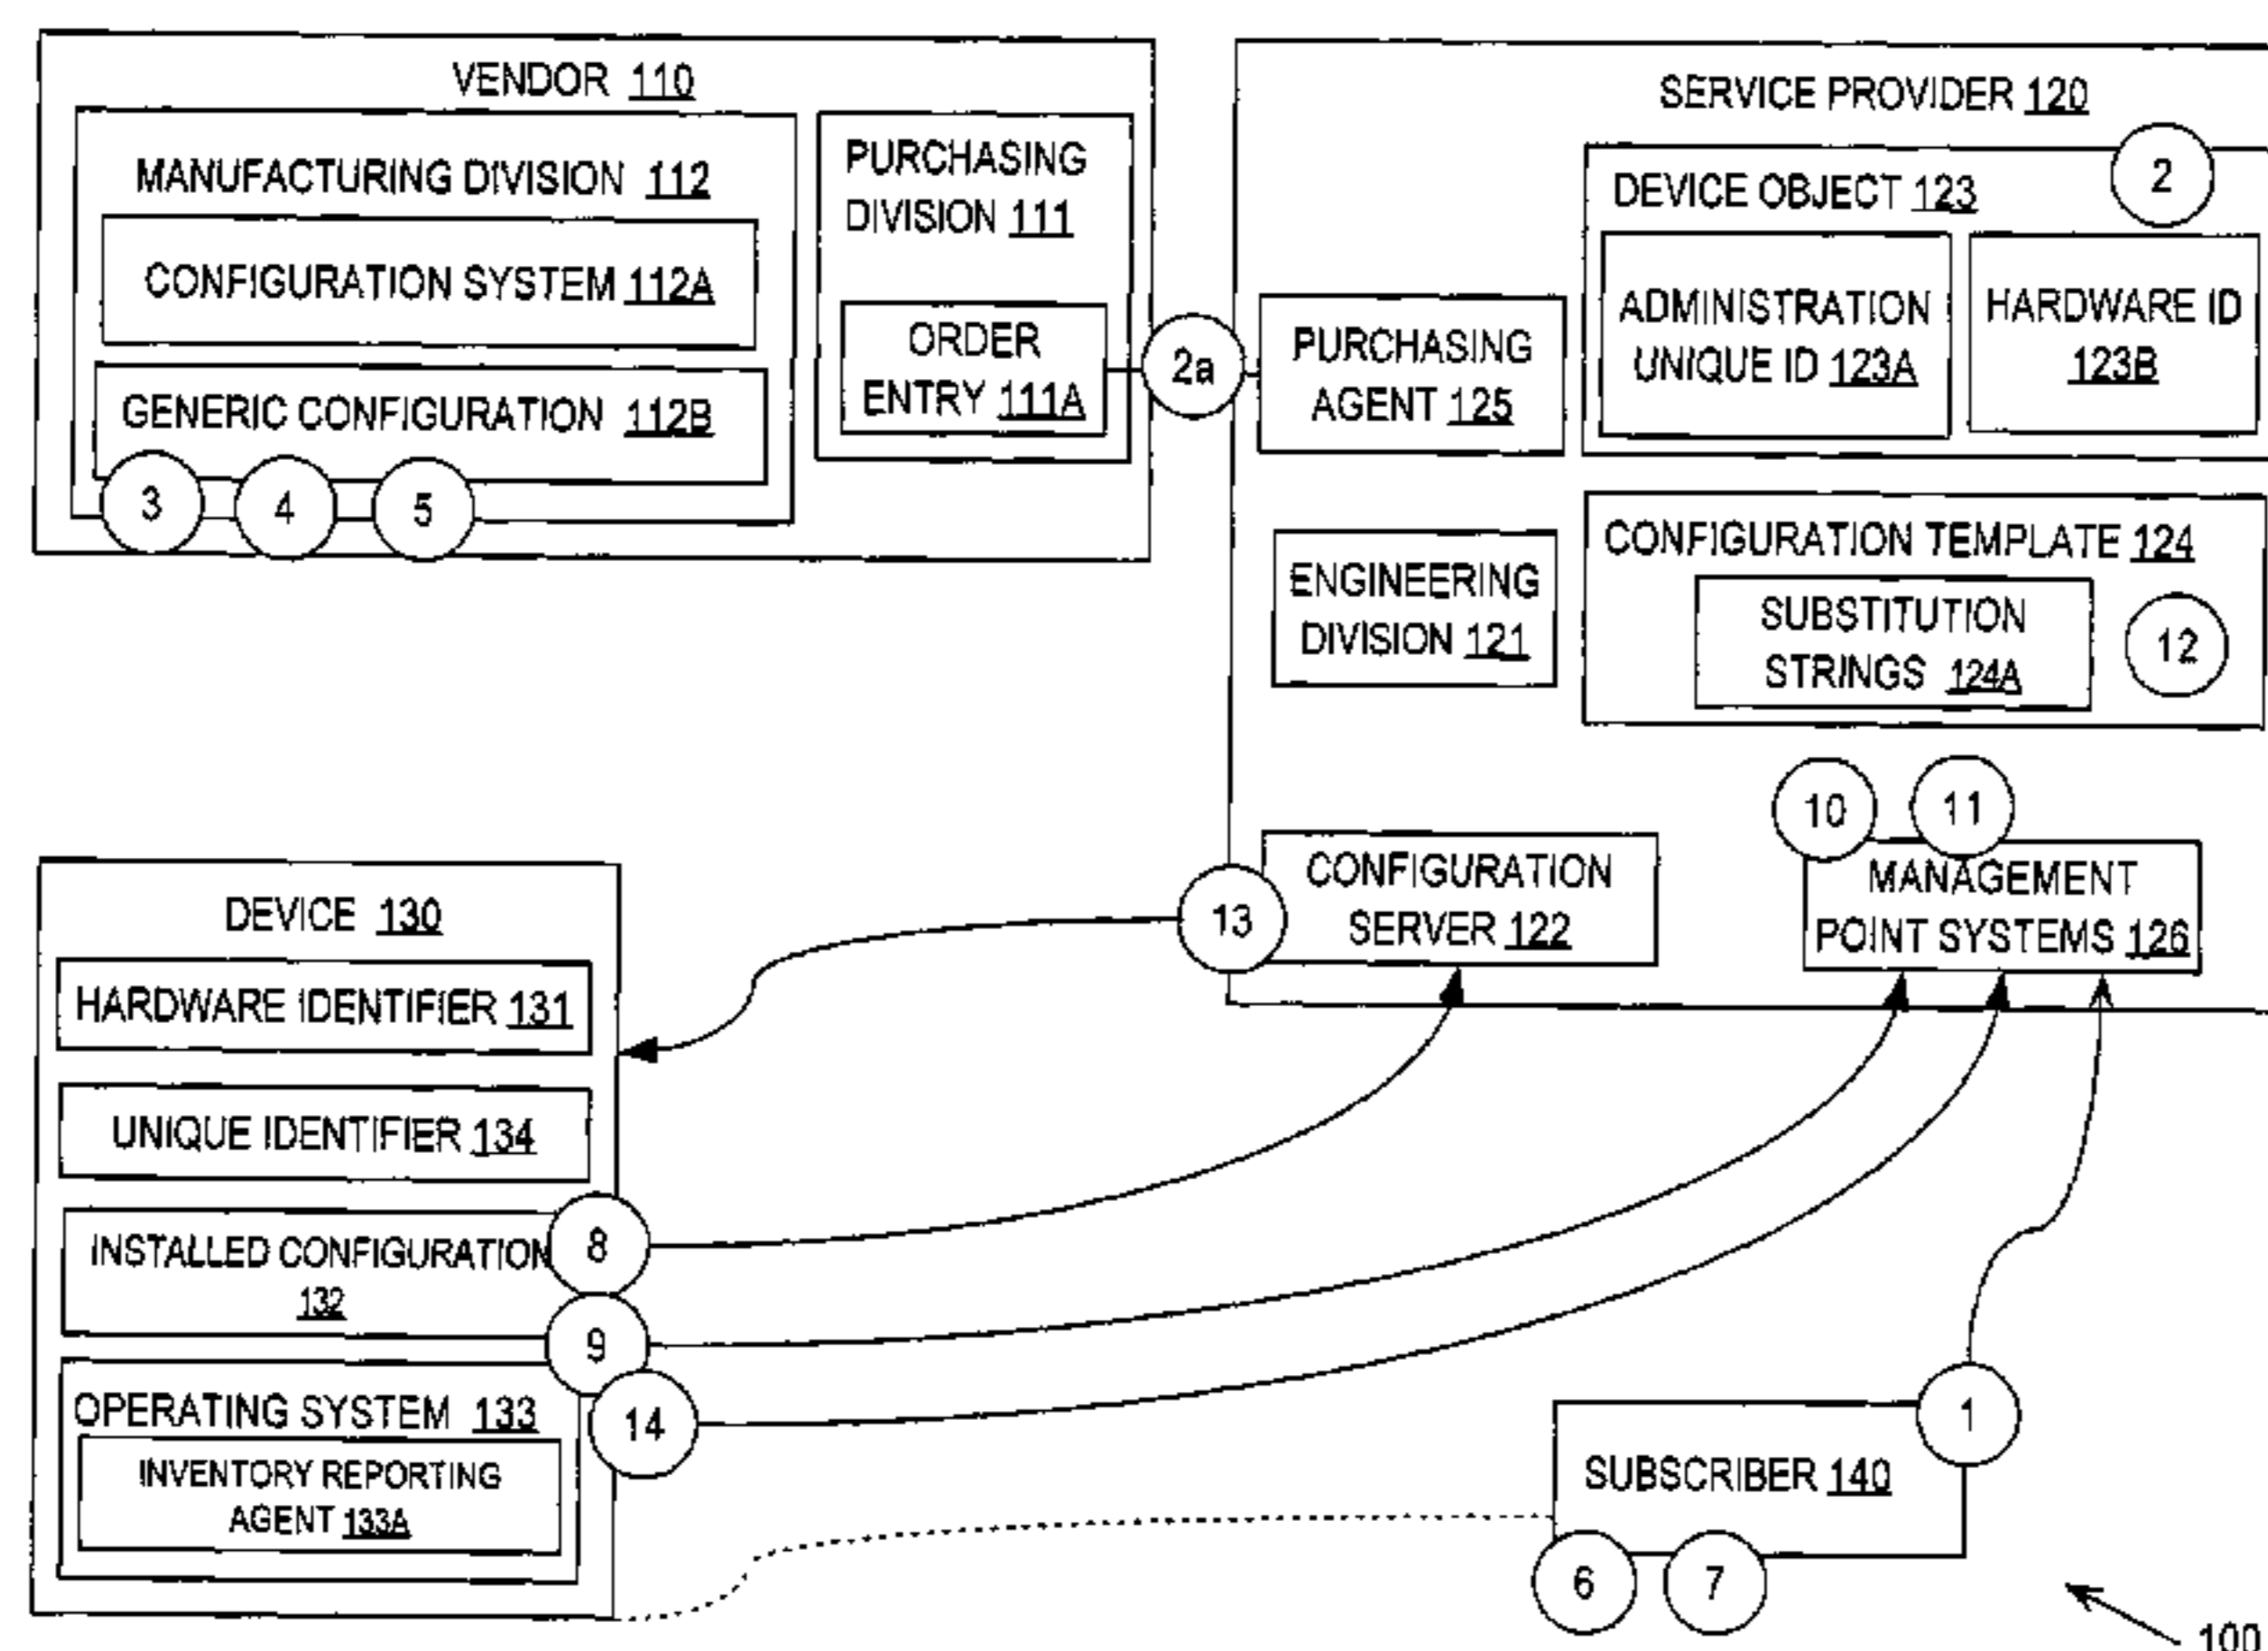 VENDOR 110
MANUFACTURING DIVISION 112
CONFIGURATION SYSTEM 112A
GENERIC CONFIGURATION 112B
3
4
5
PURCHASING
DIVISION 111
ORDER
ENTRY 111A
2a
SERVICE PROVIDER 120
2
DEVICE OBJECT 123
ADMINISTRATION
UNIQUE ID 123A
HARDWARE ID
123B
PURCHASING
AGENT 125
ENGINEERING
DIVISION 121
CONFIGURATION TEMPLATE 124
SUBSTITUTION
STRINGS 124A
12
10
11
MANAGEMENT
POINT SYSTEMS 126
13
CONFIGURATION
SERVER 122
DEVICE 130
HARDWARE IDENTIFIER 131
UNIQUE IDENTIFIER 134
INSTALLED CONFIGURATION
132
8
9
OPERATING SYSTEM 133
14
INVENTORY REPORTING
AGENT 133A
1
SUBSCRIBER 140
6
7
100